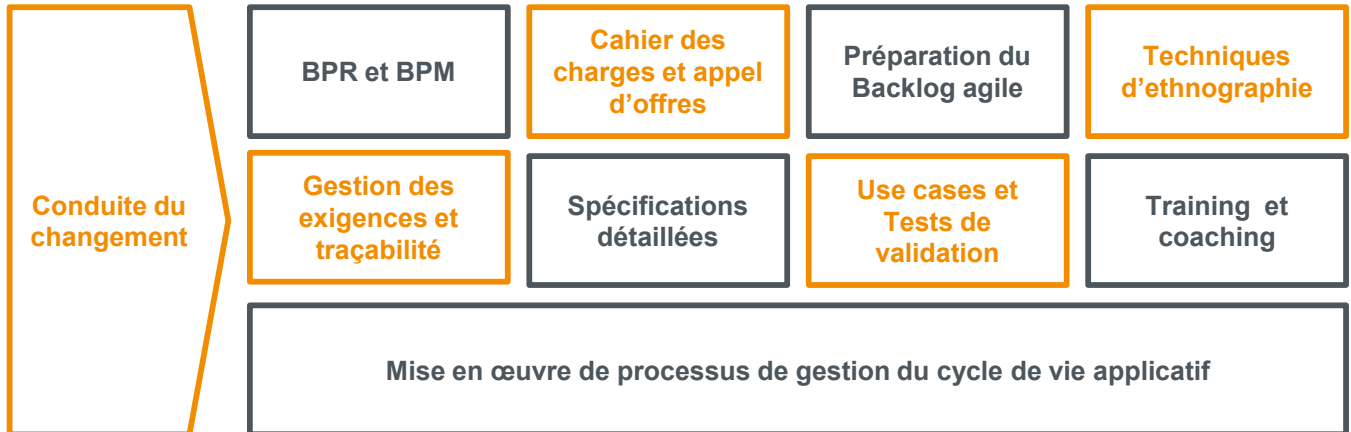 Conduite du
changement
BPR et BPM
Cahier des
charges et appel
d’offres
Préparation du
Backlog agile
Techniques
d’ethnographie
Gestion des
exigences et
traçabilité
Spécifications
détaillées
Use cases et
Tests de
validation
Training et
coaching
Mise en œuvre de processus de gestion du cycle de vie applicatif